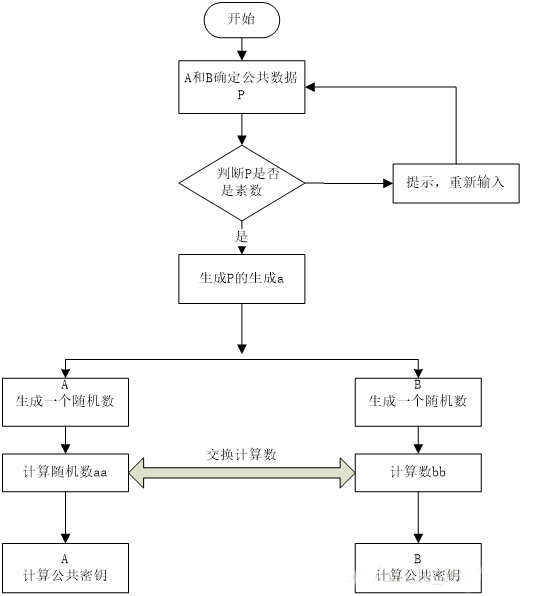 开始
A和B确定公共数据
P
判断P是否
是素数
提示，重新输入
是
生成P的生成a
A
生成一个随机数
B
生成一个随机数
交换计算数
计算随机数aa
计算数bb
A
计算公共密钥
B
计算公共密钥